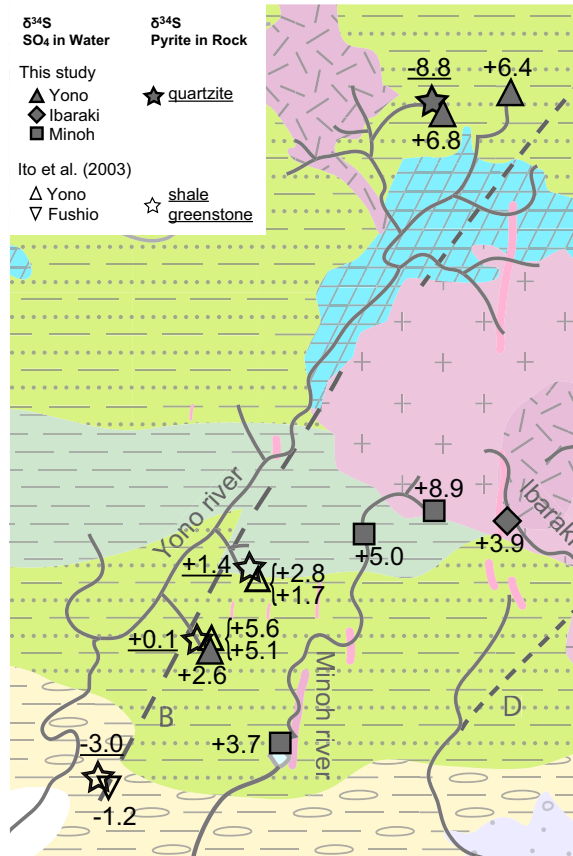 δ³⁴S
SO₄ in Water
δ³⁴S
Pyrite in Rock
This study
Yono
Ibaraki
Minoh
quartzite
Ito et al. (2003)
Yono
Fushio
shale
greenstone
-8.8
+6.4
+6.8
Yono river
+8.9
Ibaraki
+5.0
+3.9
+1.4
+2.8
+1.7
+0.1
+5.6
+5.1
+2.6
Minoh river
B
D
+3.7
-3.0
-1.2